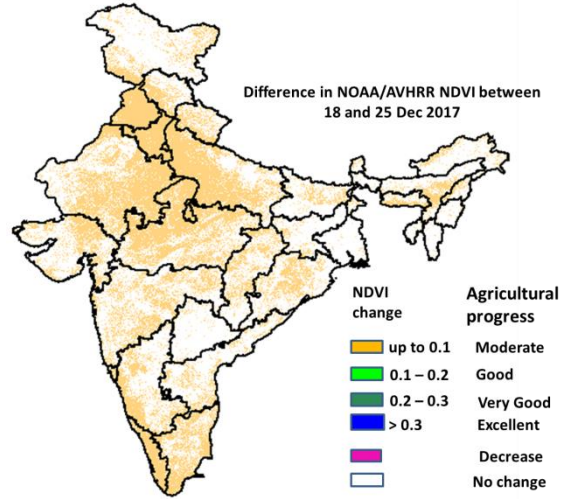 Difference in NOAA/AVHRR NDVI between
18 and 25 Dec 2017
NDVI change
Agricultural progress
up to 0.1 Moderate
0.1 – 0.2 Good
0.2 – 0.3 Very Good
> 0.3 Excellent
Decrease
No change